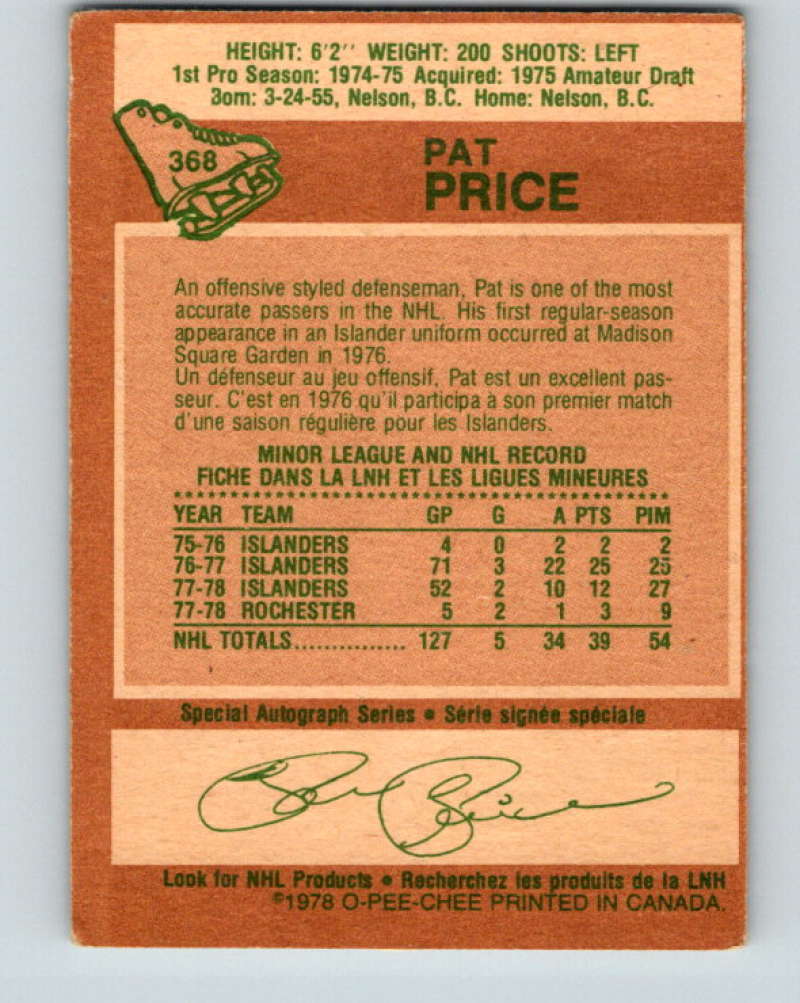 HEIGHT: 6'2'' WEIGHT: 200 SHOOTS: LEFT
1st Pro Season: 1974-75 Acquired: 1975 Amateur Draft
Born: 3-24-55, Nelson, B.C. Home: Nelson, B.C.
368
PAT
PRICE
An offensive styled defenseman, Pat is one of the most
accurate passers in the NHL. His first regular-season
appearance in an Islander uniform occurred at Madison
Square Garden in 1976.
Un défenseur au jeu offensif, Pat est un excellent pas-
seur. C'est en 1976 qu'il participa à son premier match
d'une saison régulière pour les Islanders.
MINOR LEAGUE AND NHL RECORD
FICHE DANS LA LNH ET LES LIGUES MINEURES
YEAR TEAM GP G A PTS PIM
75-76 ISLANDERS 4 0 2 2 2
76-77 ISLANDERS 71 3 22 25 25
77-78 ISLANDERS 52 2 10 12 27
77-78 ROCHESTER 5 2 1 3 9
NHL TOTALS............... 127 5 34 39 54
Special Autograph Series • Série signée spéciale
Pat Price
Look for NHL Products • Recherchez les produits de la LNH
©1978 O-PEE-CHEE PRINTED IN CANADA.